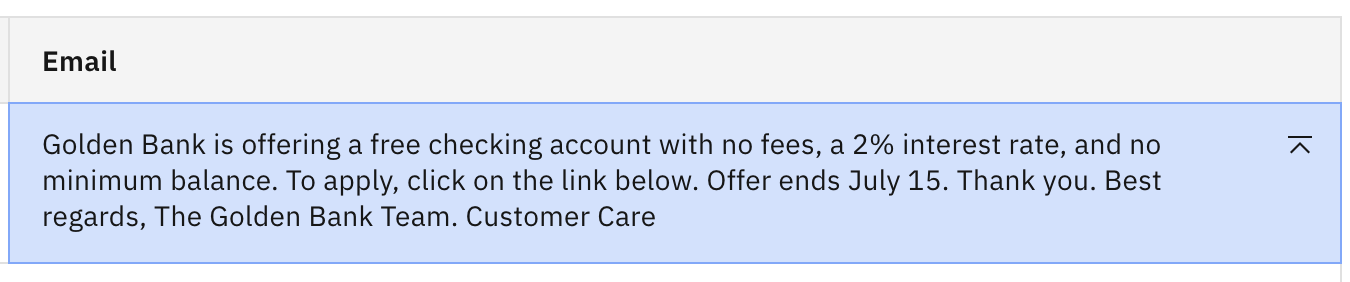 Email
Golden Bank is offering a free checking account with no fees, a 2% interest rate, and no
minimum balance. To apply, click on the link below. Offer ends July 15. Thank you. Best
regards, The Golden Bank Team. Customer Care